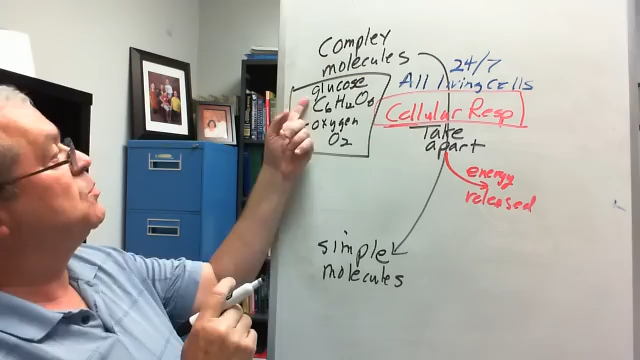 Complex
molecules
glucose
C6H12O6
oxygen
O2
24/7
All living cells
Cellular Resp
Take
apart
energy
released
simple
molecules